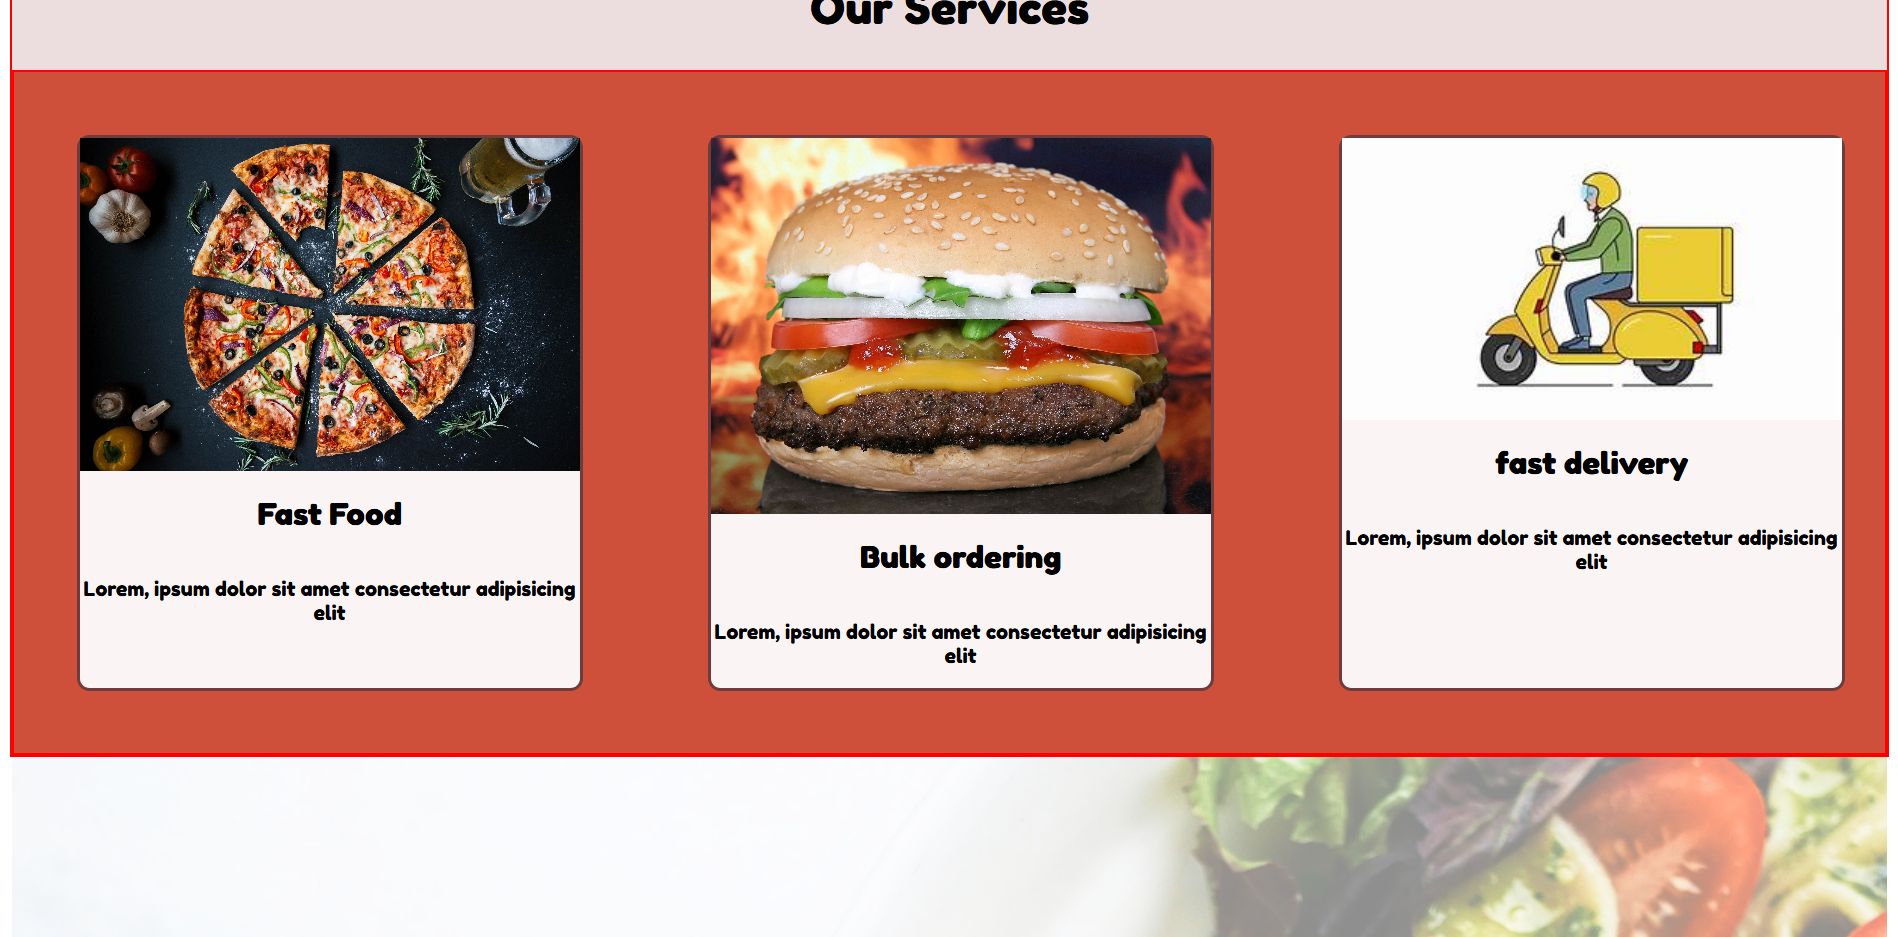 Our Services
Fast Food
Lorem, ipsum dolor sit amet consectetur adipisicing
elit
Bulk ordering
Lorem, ipsum dolor sit amet consectetur adipisicing
elit
fast delivery
Lorem, ipsum dolor sit amet consectetur adipisicing
elit